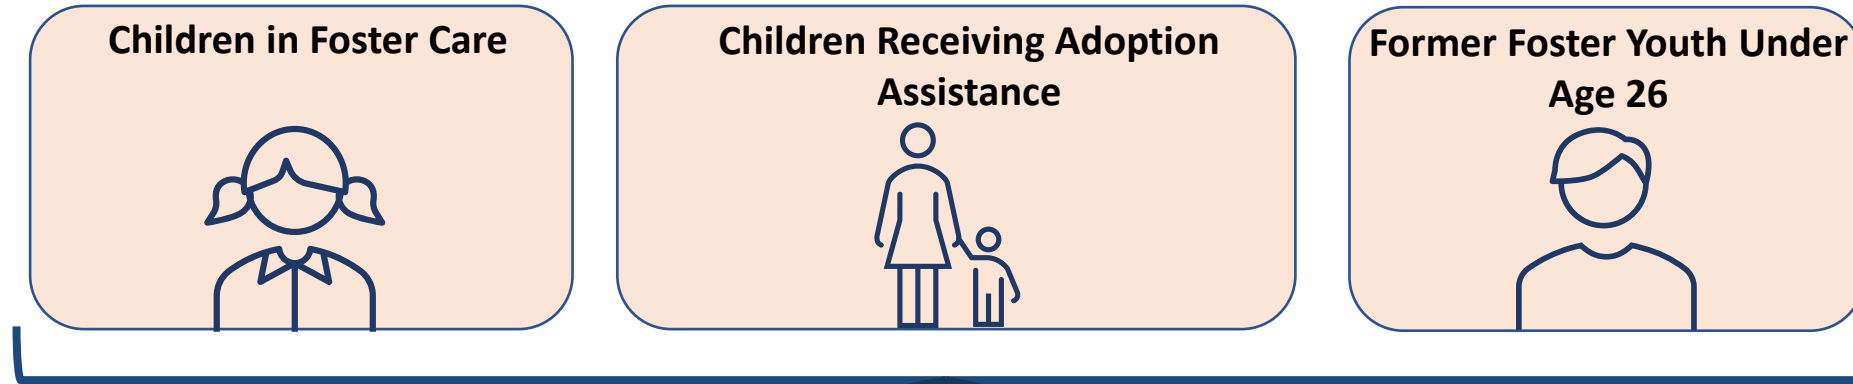 Children in Foster Care
Children Receiving Adoption
Assistance
Former Foster Youth Under
Age 26